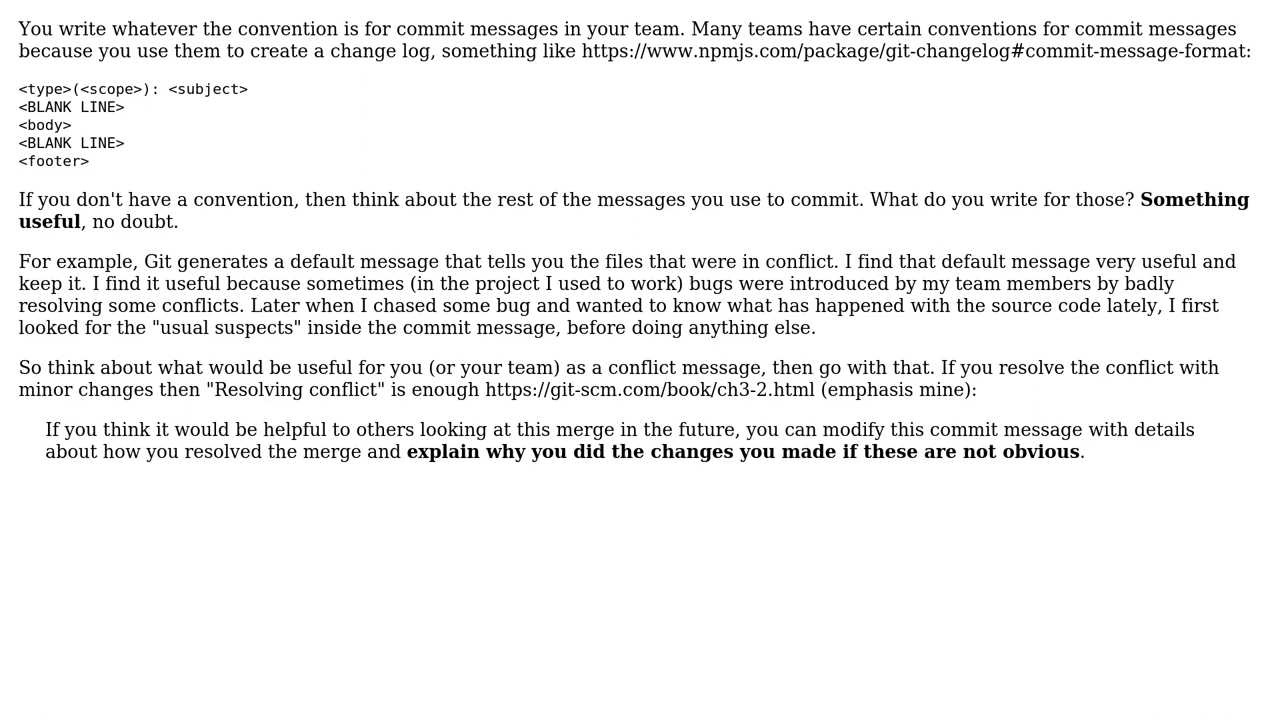 You write whatever the convention is for commit messages in your team. Many teams have certain conventions for commit messages
because you use them to create a change log, something like https://www.npmjs.com/package/git-changelog#commit-message-format:
<type>(<scope>): <subject>
<BLANK LINE>
<body>
<BLANK LINE>
<footer>
If you don't have a convention, then think about the rest of the messages you use to commit. What do you write for those? Something
useful, no doubt.
For example, Git generates a default message that tells you the files that were in conflict. I find that default message very useful and
keep it. I find it useful because sometimes (in the project I used to work) bugs were introduced by my team members by badly
resolving some conflicts. Later when I chased some bug and wanted to know what has happened with the source code lately, I first
looked for the "usual suspects" inside the commit message, before doing anything else.
So think about what would be useful for you (or your team) as a conflict message, then go with that. If you resolve the conflict with
minor changes then "Resolving conflict" is enough https://git-scm.com/book/ch3-2.html (emphasis mine):
If you think it would be helpful to others looking at this merge in the future, you can modify this commit message with details
about how you resolved the merge and explain why you did the changes you made if these are not obvious.